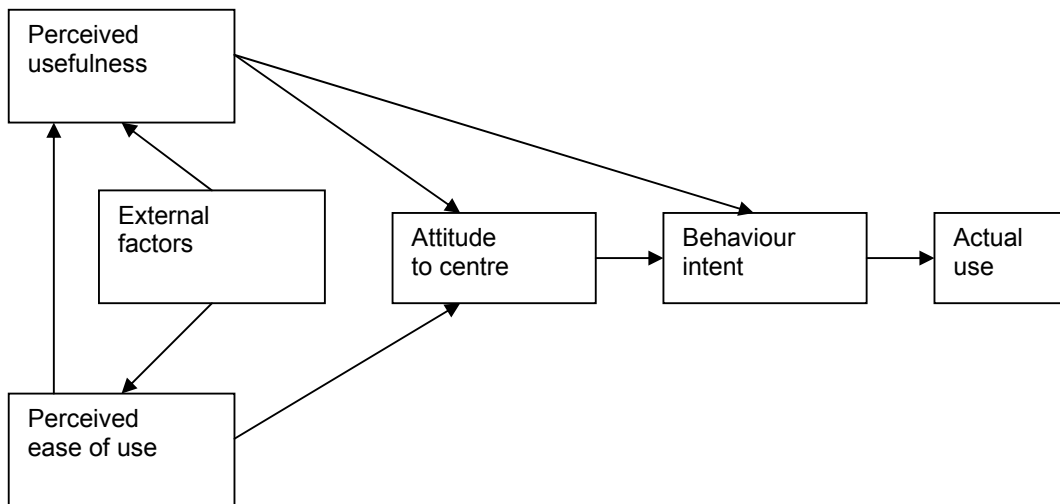 Perceived
usefulness
External
factors
Attitude
to centre
Behaviour
intent
Actual
use
Perceived
ease of use